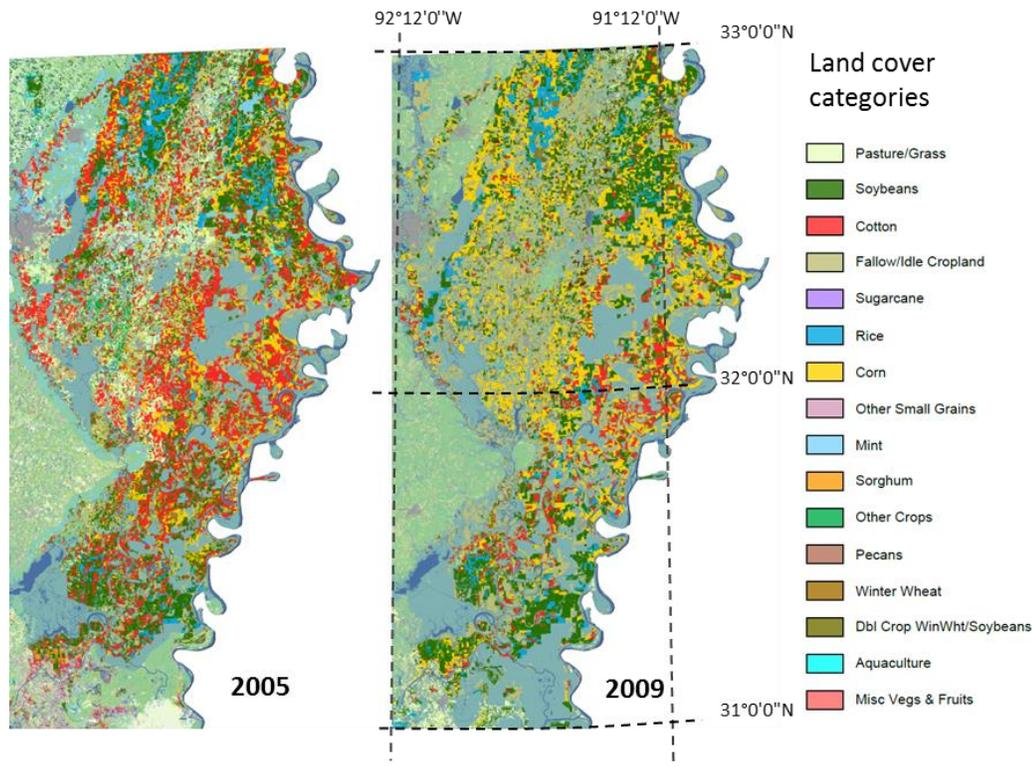 92°12'0"W
91°12'0"W
33°0'0"N
Land cover
categories
Pasture/Grass
Soybeans
Cotton
Fallow/Idle Cropland
Sugarcane
Rice
Corn
32°0'0"N
Other Small Grains
Mint
Sorghum
Other Crops
Pecans
Winter Wheat
Dbl Crop WinWht/Soybeans
Aquaculture
Misc Vegs & Fruits
2005
2009
31°0'0"N